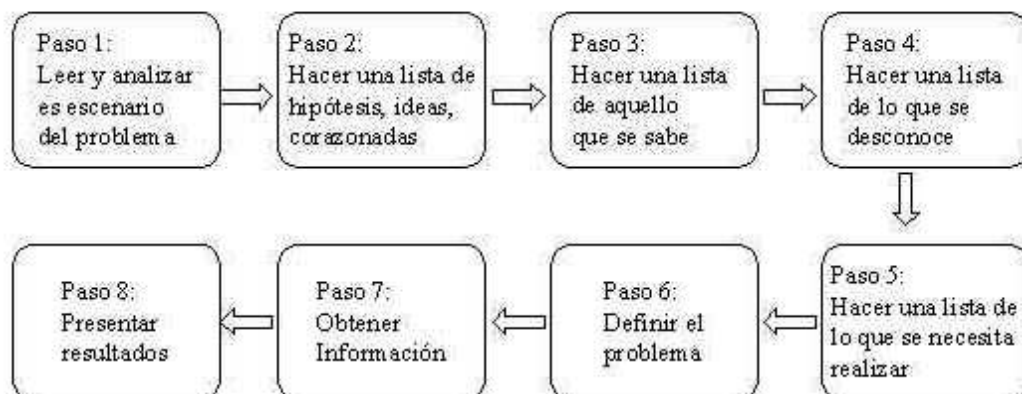 Paso 1:
Leer y analizar
es escenario
del problema
Paso 2:
Hacer una lista de
hipótesis, ideas,
corazonadas
Paso 3:
Hacer una lista
de aquello
que se sabe
Paso 4:
Hacer una lista
de lo que se
desconoce
Paso 5:
Hacer una lista de
lo que se necesita
realizar
Paso 6:
Definir el
problema
Paso 7:
Obtener
Información
Paso 8:
Presentar
resultados